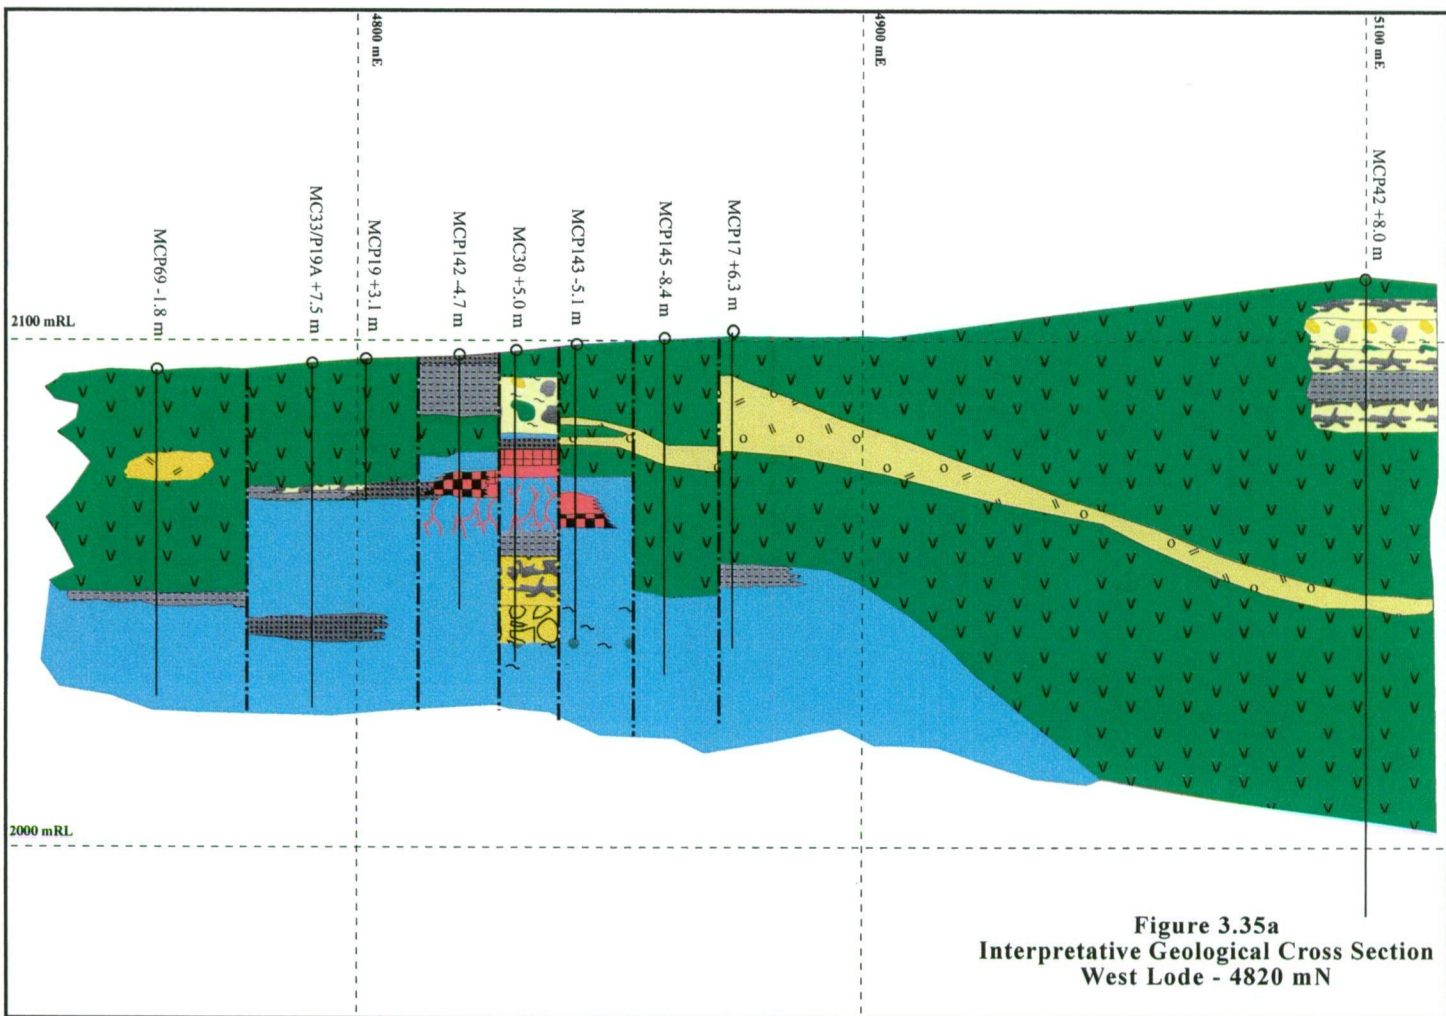 4800 mE
4900 mE
5100 mE
MCP69 -1.8 m
MC33/P19A +7.5 m
MCP19 +3.1 m
MCP142 -4.7 m
MC30 +5.0 m
MCP143 -5.1 m
MCP145 -8.4 m
MCP17 +6.3 m
MCP42 +8.0 m
2100 mRL
2000 mRL
Figure 3.35a
Interpretative Geological Cross Section
West Lode - 4820 mN